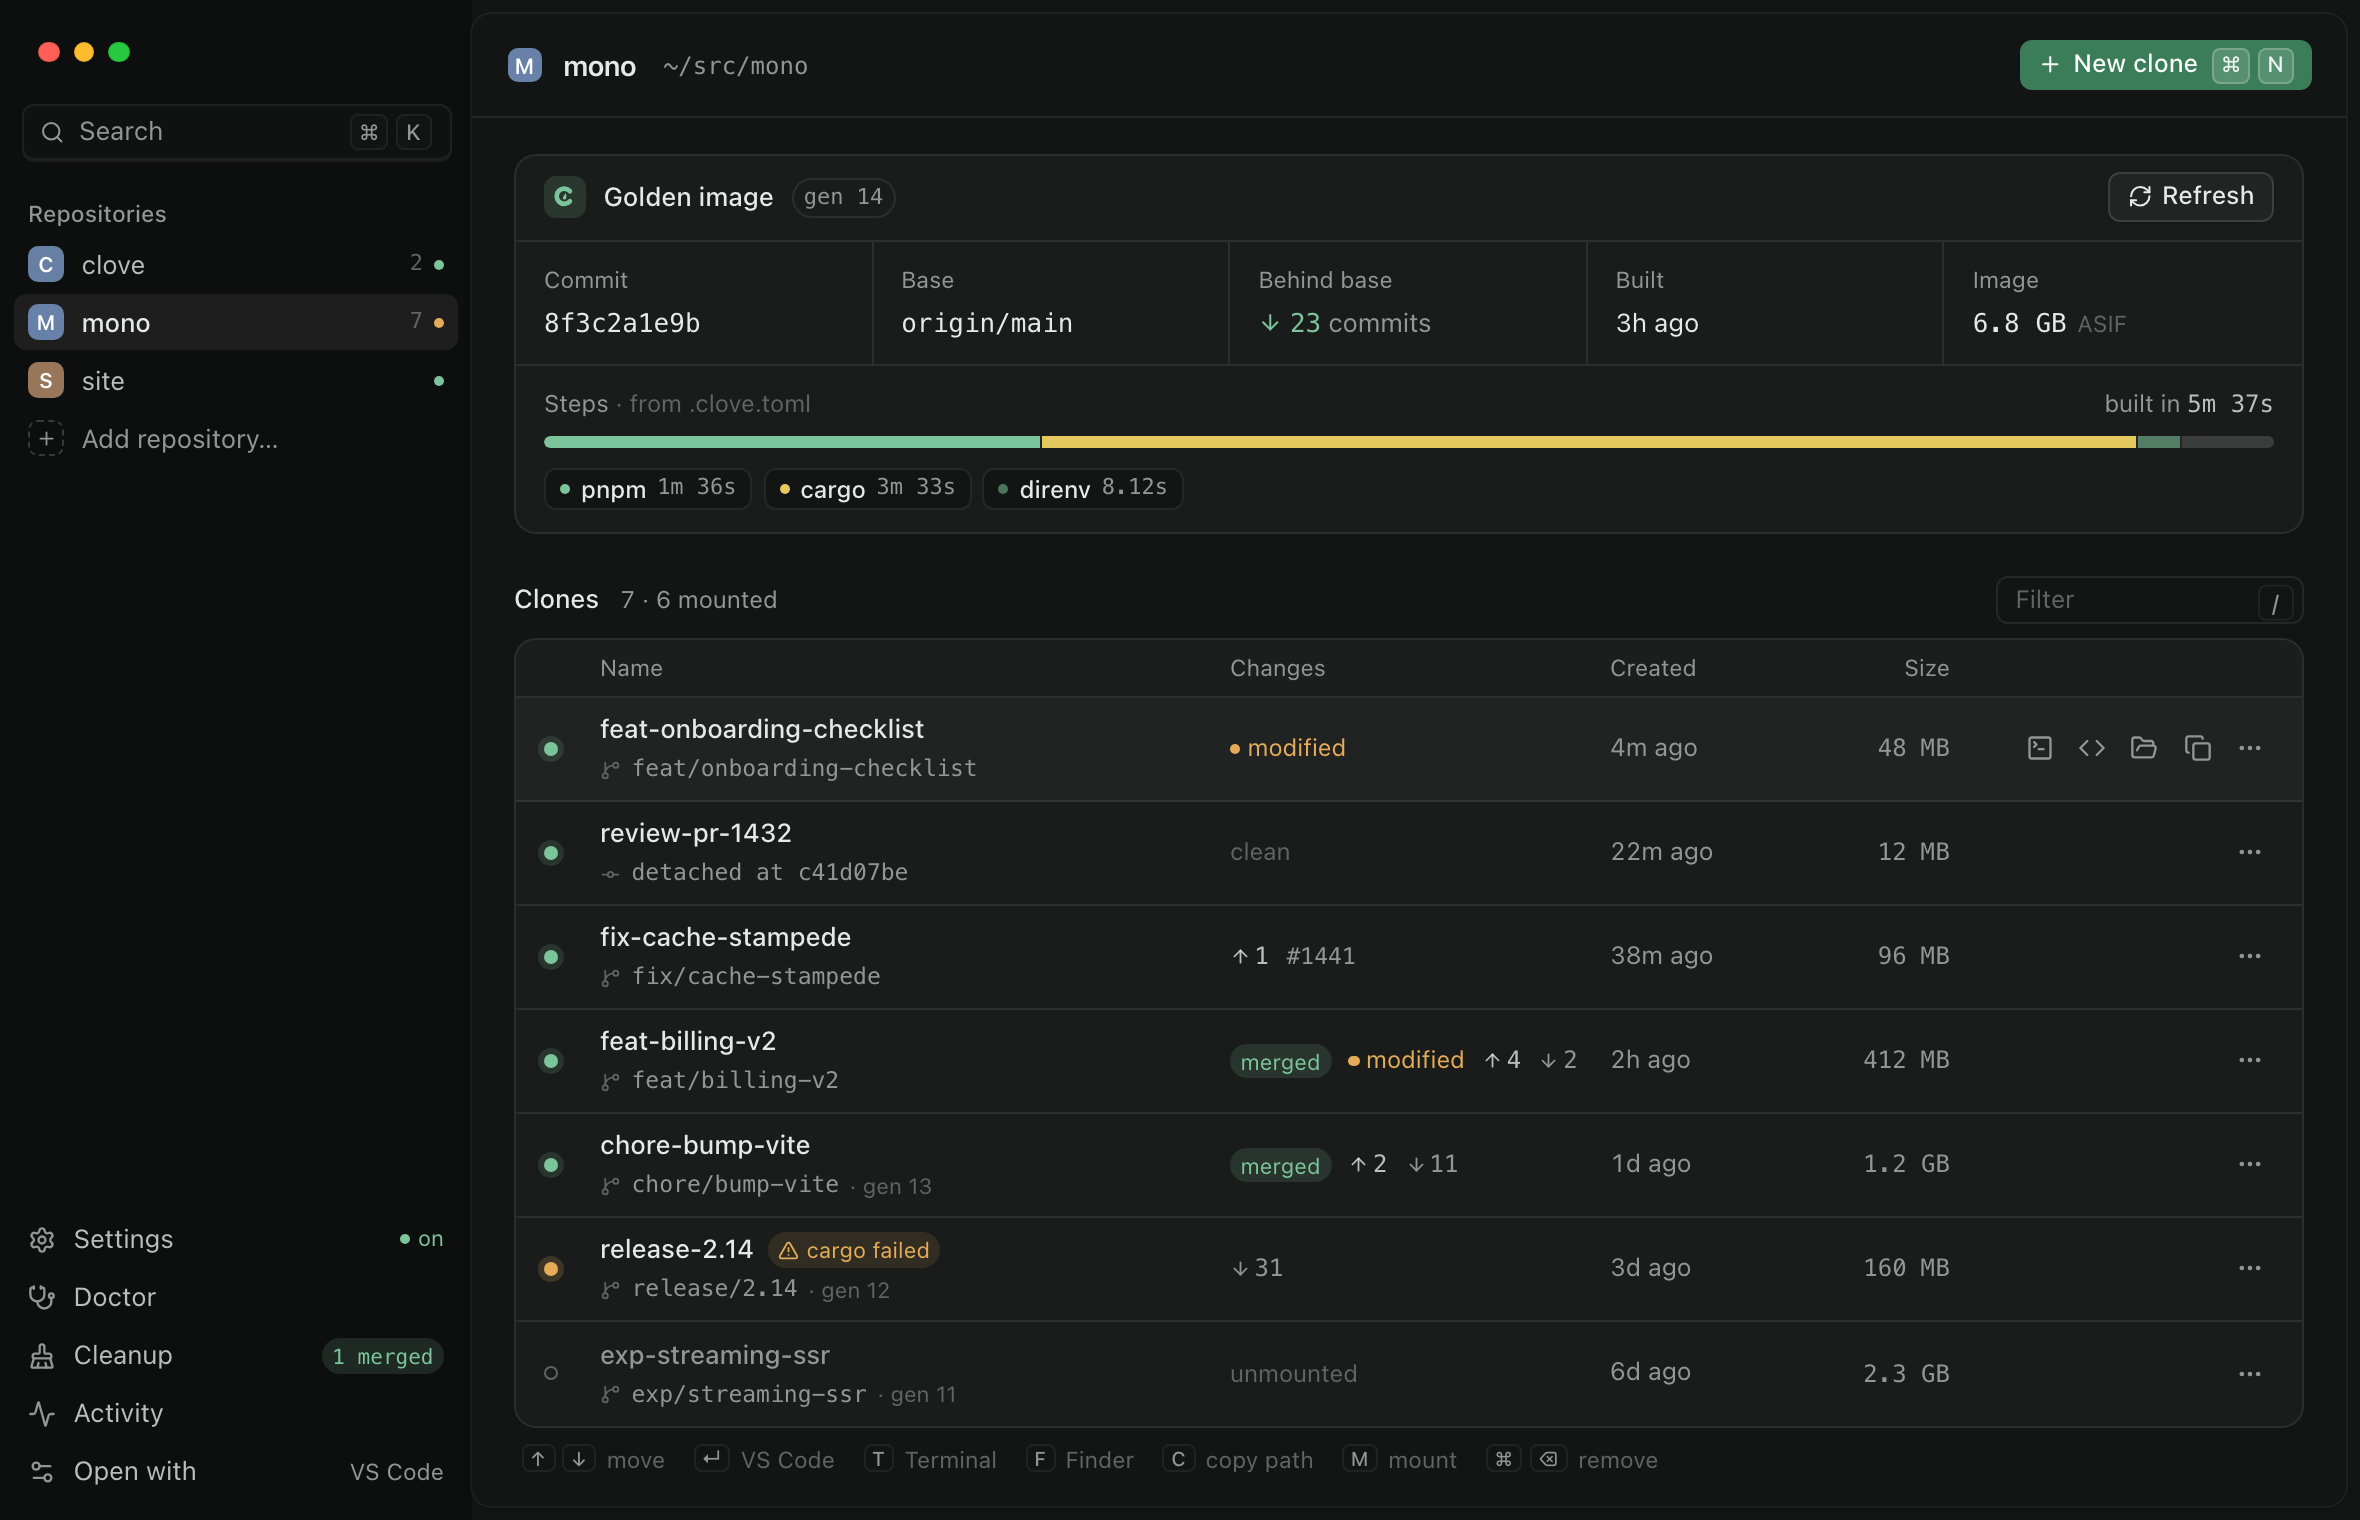 Search ⌘ K
Repositories
C clove 2
M mono 7
S site
Add repository...
Settings on
Doctor
Cleanup 1 merged
Activity
Open with VS Code
M mono ~/src/mono
New clone ⌘ N
Golden image gen 14
Refresh
Commit
8f3c2a1e9b
Base
origin/main
Behind base
↓ 23 commits
Built
3h ago
Image
6.8 GB ASIF
Steps · from .clove.toml
built in 5m 37s
pnpm 1m 36s
cargo 3m 33s
direnv 8.12s
Clones 7 · 6 mounted
Filter /
Name Changes Created Size
feat-onboarding-checklist
feat/onboarding-checklist
modified
4m ago
48 MB
review-pr-1432
detached at c41d07be
clean
22m ago
12 MB
fix-cache-stampede
fix/cache-stampede
↑1 #1441
38m ago
96 MB
feat-billing-v2
feat/billing-v2
merged modified ↑4 ↓2
2h ago
412 MB
chore-bump-vite
chore/bump-vite · gen 13
merged ↑2 ↓11
1d ago
1.2 GB
release-2.14 cargo failed
release/2.14 · gen 12
↓31
3d ago
160 MB
exp-streaming-ssr
exp/streaming-ssr · gen 11
unmounted
6d ago
2.3 GB
↑ ↓ move ↵ VS Code T Terminal F Finder C copy path M mount ⌘ ⌫ remove